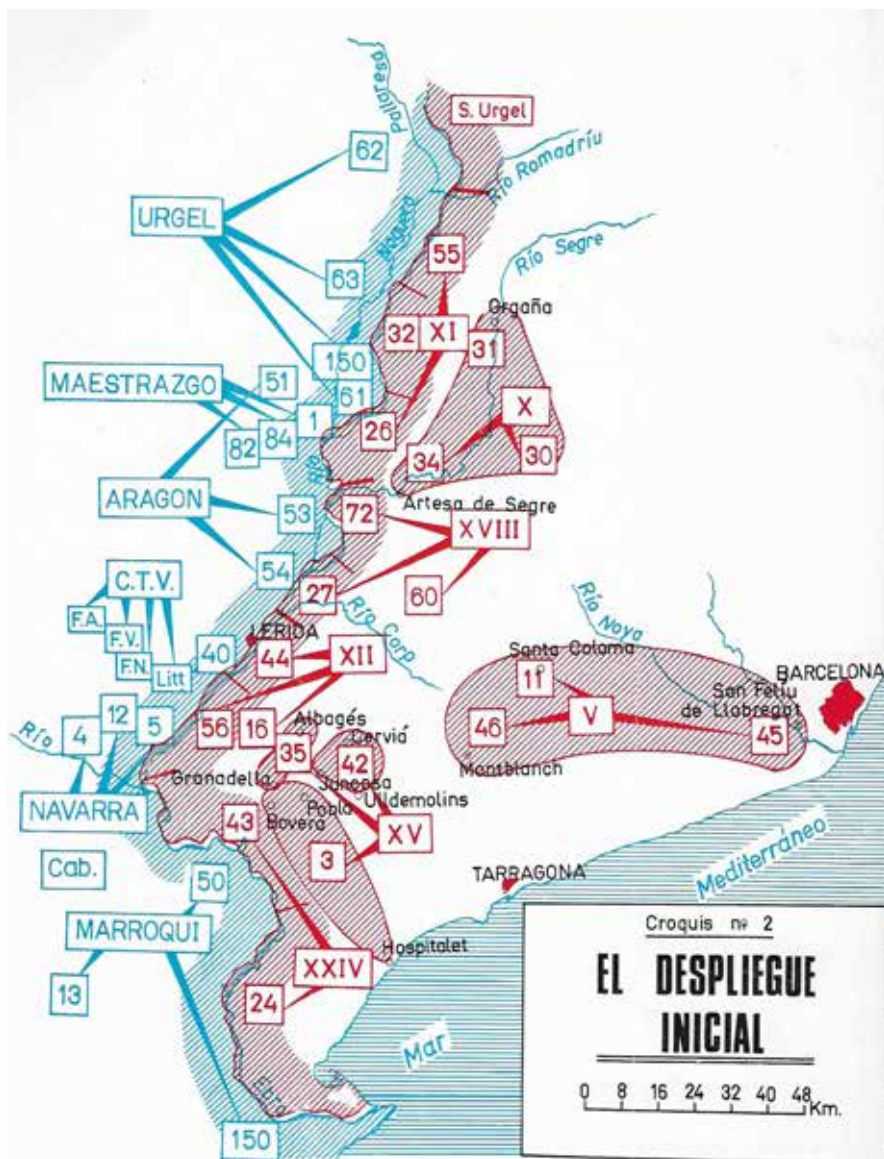 S. Urgel
Pallaresa
62
Río Romadríu
URGEL
Noguera
Río Segre
55
63
Orgaña
32
XI
31
150
MAESTRAZGO
51
61
X
1
26
82
84
34
30
Río
ARAGON
53
72
Artesa de Segre
XVIII
54
C.T.V.
27
60
F.A.
Río Corp
Río Noya
F.V.
LERIDA
F.N.
40
44
XII
Santa Coloma
Litt
11
BARCELONA
San Feliu
de Llobregat
12
5
56
16
Albagés
V
4
46
45
Río
35
Cerviá
42
Granadella
Juncosa
Montblanch
NAVARRA
Pobla
Ulldemolins
43
Bovera
XV
Cab.
3
50
TARRAGONA
Mediterráneo
MARROQUI
Hospitalet
XXIV
13
24
Mar
Ebro
150
Croquis nº 2
EL DESPLIEGUE
INICIAL
0 8 16 24 32 40 48 Km.